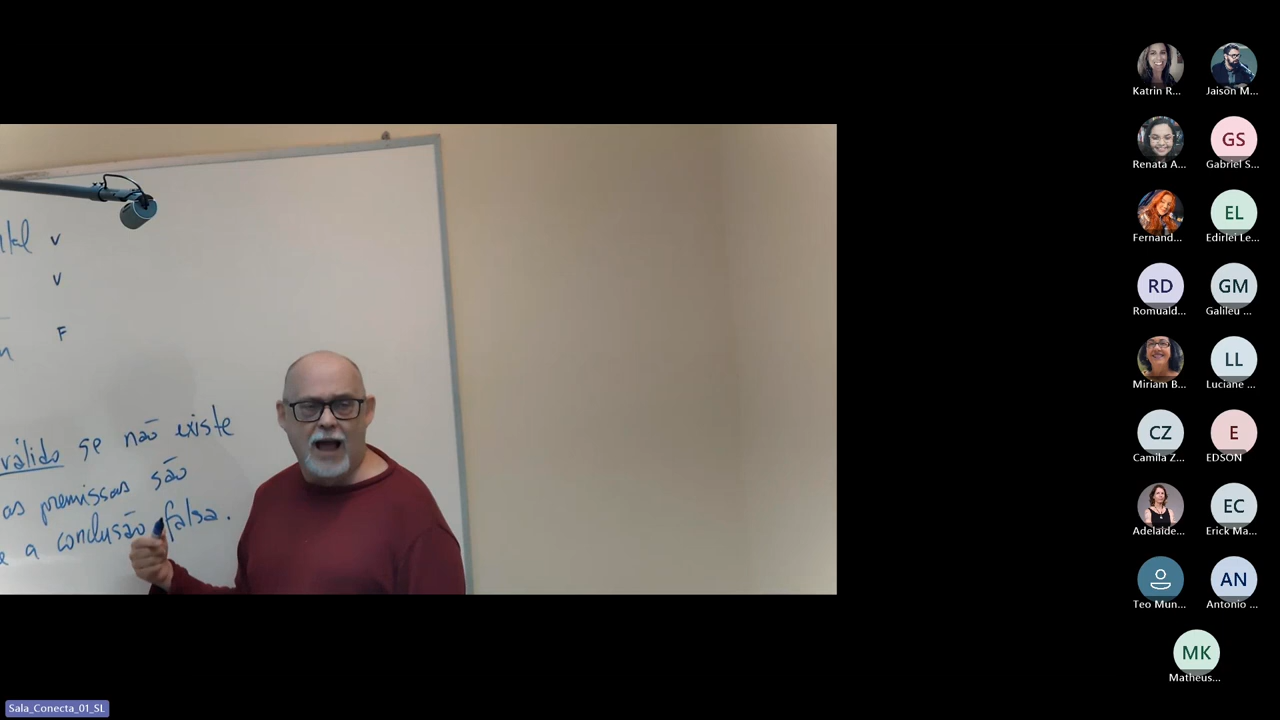 V
V
F
válido se não existe
as premissas são
e a conclusão falsa.
Katrin R...
Jaison M...
Renata A...
GS
Gabriel S...
Fernand...
EL
Edirlei Le...
RD
Romuald...
GM
Galileu ...
Miriam B...
LL
Luciane ...
CZ
Camila Z...
E
EDSON
Adelaide...
EC
Erick Ma...
Teo Mun...
AN
Antonio ...
MK
Matheus...
Sala_Conecta_01_SL